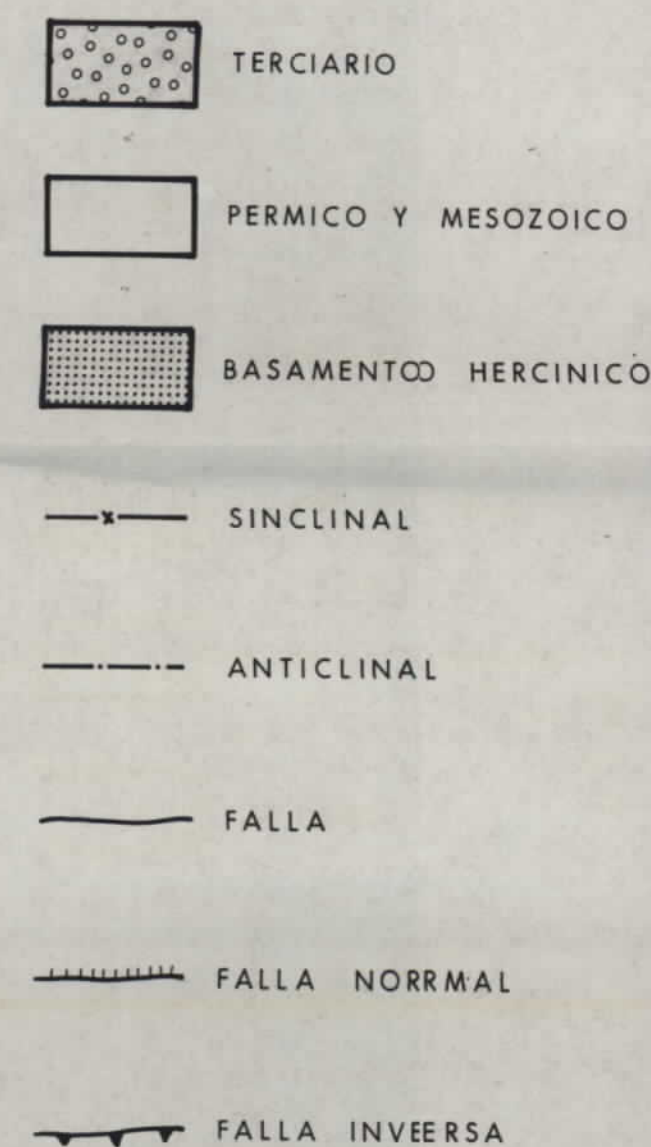 TERCIARIO
PERMICO Y MESOZOICO
BASAMENTOO HERCINICO
SINCLINAL
ANTICLINAL
FALLA
FALLA NORRMAL
FALLA INVEERSA